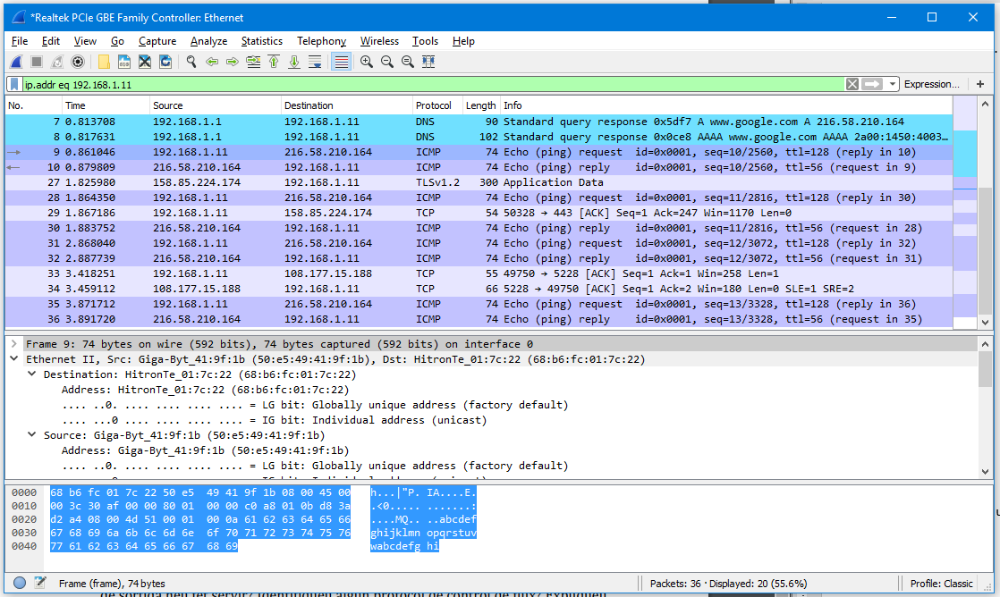 *Realtek PCIe GBE Family Controller: Ethernet
File Edit View Go Capture Analyze Statistics Telephony Wireless Tools Help
ip.addr eq 192.168.1.11 Expression... +
No. Time Source Destination Protocol Length Info
7 0.813708 192.168.1.1 192.168.1.11 DNS 90 Standard query response 0x5df7 A www.google.com A 216.58.210.164
8 0.817631 192.168.1.1 192.168.1.11 DNS 102 Standard query response 0x0ce8 AAAA www.google.com AAAA 2a00:1450:4003...
9 0.861046 192.168.1.11 216.58.210.164 ICMP 74 Echo (ping) request id=0x0001, seq=10/2560, ttl=128 (reply in 10)
10 0.879809 216.58.210.164 192.168.1.11 ICMP 74 Echo (ping) reply id=0x0001, seq=10/2560, ttl=56 (request in 9)
27 1.825980 158.85.224.174 192.168.1.11 TLSv1.2 300 Application Data
28 1.864350 192.168.1.11 216.58.210.164 ICMP 74 Echo (ping) request id=0x0001, seq=11/2816, ttl=128 (reply in 30)
29 1.867186 192.168.1.11 158.85.224.174 TCP 54 50328 → 443 [ACK] Seq=1 Ack=247 Win=1170 Len=0
30 1.883752 216.58.210.164 192.168.1.11 ICMP 74 Echo (ping) reply id=0x0001, seq=11/2816, ttl=56 (request in 28)
31 2.868040 192.168.1.11 216.58.210.164 ICMP 74 Echo (ping) request id=0x0001, seq=12/3072, ttl=128 (reply in 32)
32 2.887739 216.58.210.164 192.168.1.11 ICMP 74 Echo (ping) reply id=0x0001, seq=12/3072, ttl=56 (request in 31)
33 3.418251 192.168.1.11 108.177.15.188 TCP 55 49750 → 5228 [ACK] Seq=1 Ack=1 Win=258 Len=1
34 3.459112 108.177.15.188 192.168.1.11 TCP 66 5228 → 49750 [ACK] Seq=1 Ack=2 Win=180 Len=0 SLE=1 SRE=2
35 3.871712 192.168.1.11 216.58.210.164 ICMP 74 Echo (ping) request id=0x0001, seq=13/3328, ttl=128 (reply in 36)
36 3.891720 216.58.210.164 192.168.1.11 ICMP 74 Echo (ping) reply id=0x0001, seq=13/3328, ttl=56 (request in 35)
Frame 9: 74 bytes on wire (592 bits), 74 bytes captured (592 bits) on interface 0
Ethernet II, Src: Giga-Byt_41:9f:1b (50:e5:49:41:9f:1b), Dst: HitronTe_01:7c:22 (68:b6:fc:01:7c:22)
Destination: HitronTe_01:7c:22 (68:b6:fc:01:7c:22)
Address: HitronTe_01:7c:22 (68:b6:fc:01:7c:22)
.... ..0. .... .... .... .... = LG bit: Globally unique address (factory default)
.... ...0 .... .... .... .... = IG bit: Individual address (unicast)
Source: Giga-Byt_41:9f:1b (50:e5:49:41:9f:1b)
Address: Giga-Byt_41:9f:1b (50:e5:49:41:9f:1b)
.... ..0. .... .... .... .... = LG bit: Globally unique address (factory default)
0000 68 b6 fc 01 7c 22 50 e5 49 41 9f 1b 08 00 45 00 h...|"P. IA....E.
0010 00 3c 30 af 00 00 80 01 00 00 c0 a8 01 0b d8 3a .<0..... .......:
0020 d2 a4 08 00 4d 51 00 01 00 0a 61 62 63 64 65 66 ....MQ.. ..abcdef
0030 67 68 69 6a 6b 6c 6d 6e 6f 70 71 72 73 74 75 76 ghijklmn opqrstuv
0040 77 61 62 63 64 65 66 67 68 69 wabcdefg hi
Frame (frame), 74 bytes Packets: 36 · Displayed: 20 (55.6%) Profile: Classic